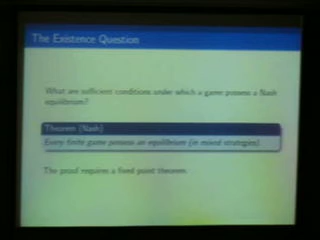 The Existence Question
What are sufficient conditions under which a game possess a Nash
equilibrium?
Theorem (Nash)
Every finite game possess an equilibrium (in mixed strategies).
The proof requires a fixed point theorem.